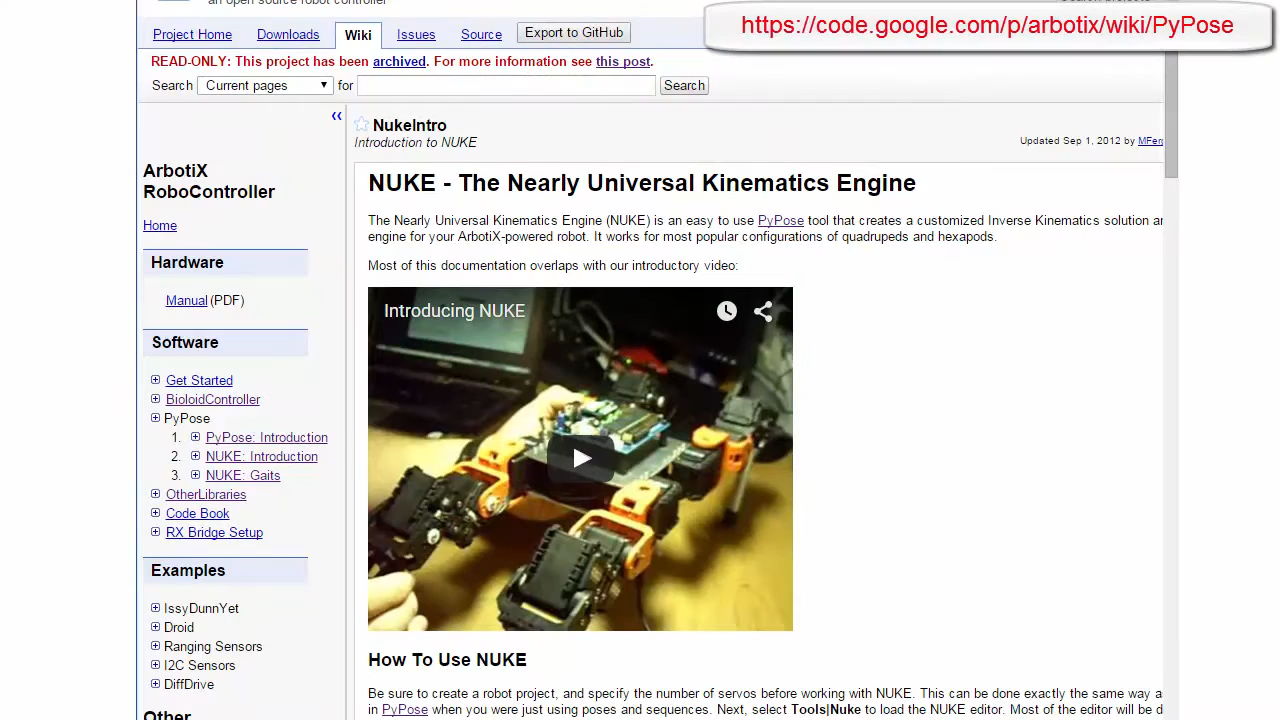 an open source robot controller
https://code.google.com/p/arbotix/wiki/PyPose
Project Home Downloads Wiki Issues Source Export to GitHub
READ-ONLY: This project has been archived. For more information see this post.
Search Current pages for Search
NukeIntro
Introduction to NUKE
Updated Sep 1, 2012 by MFer
ArbotiX
RoboController
Home
Hardware
Manual (PDF)
Software
Get Started
BioloidController
PyPose
1. PyPose: Introduction
2. NUKE: Introduction
3. NUKE: Gaits
OtherLibraries
Code Book
RX Bridge Setup
Examples
IssyDunnYet
Droid
Ranging Sensors
I2C Sensors
DiffDrive
Other
NUKE - The Nearly Universal Kinematics Engine
The Nearly Universal Kinematics Engine (NUKE) is an easy to use PyPose tool that creates a customized Inverse Kinematics solution
engine for your ArbotiX-powered robot. It works for most popular configurations of quadrupeds and hexapods.
Most of this documentation overlaps with our introductory video:
Introducing NUKE
How To Use NUKE
Be sure to create a robot project, and specify the number of servos before working with NUKE. This can be done exactly the same way
in PyPose when you were just using poses and sequences. Next, select Tools|Nuke to load the NUKE editor. Most of the editor will be